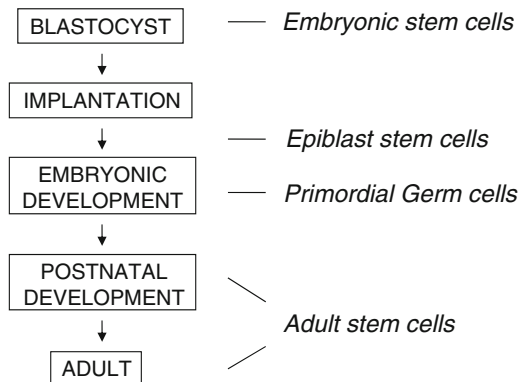 BLASTOCYST
Embryonic stem cells
IMPLANTATION
Epiblast stem cells
EMBRYONIC
DEVELOPMENT
Primordial Germ cells
POSTNATAL
DEVELOPMENT
Adult stem cells
ADULT